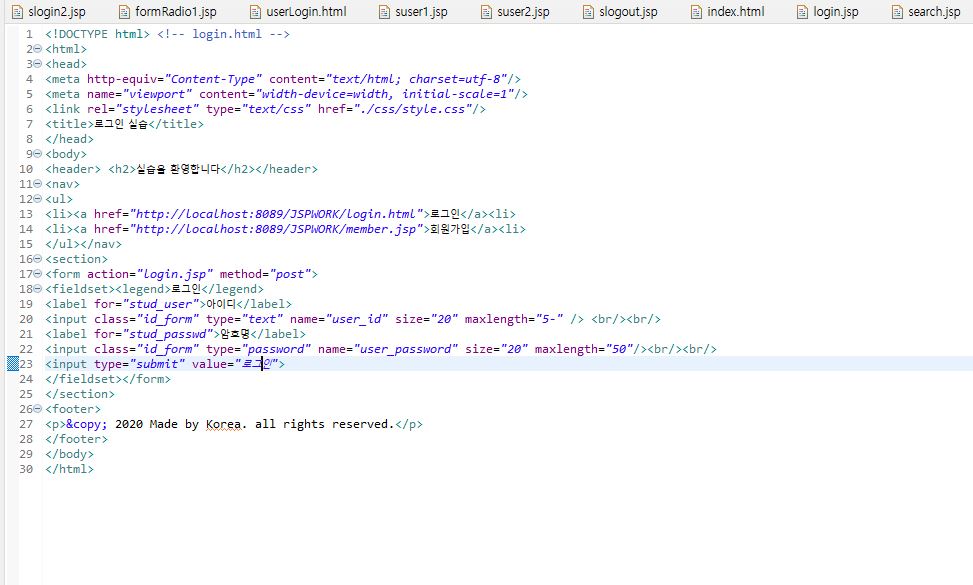 slogin2.jsp formRadio1.jsp userLogin.html suser1.jsp suser2.jsp slogout.jsp index.html login.jsp search.jsp
1 <!DOCTYPE html> <!-- login.html -->
2 <html>
3 <head>
4 <meta http-equiv="Content-Type" content="text/html; charset=utf-8"/>
5 <meta name="viewport" content="width-device=width, initial-scale=1"/>
6 <link rel="stylesheet" type="text/css" href="./css/style.css"/>
7 <title>로그인 실습</title>
8 </head>
9 <body>
10 <header> <h2>실습을 환영합니다</h2></header>
11 <nav>
12 <ul>
13 <li><a href="http://localhost:8089/JSPWORK/login.html">로그인</a><li>
14 <li><a href="http://localhost:8089/JSPWORK/member.jsp">회원가입</a><li>
15 </ul></nav>
16 <section>
17 <form action="login.jsp" method="post">
18 <fieldset><legend>로그인</legend>
19 <label for="stud_user">아이디</label>
20 <input class="id_form" type="text" name="user_id" size="20" maxlength="5-" /> <br/><br/>
21 <label for="stud_passwd">암호명</label>
22 <input class="id_form" type="password" name="user_password" size="20" maxlength="50"/><br/><br/>
23 <input type="submit" value="로그인">
24 </fieldset></form>
25 </section>
26 <footer>
27 <p>&copy; 2020 Made by Korea. all rights reserved.</p>
28 </footer>
29 </body>
30 </html>